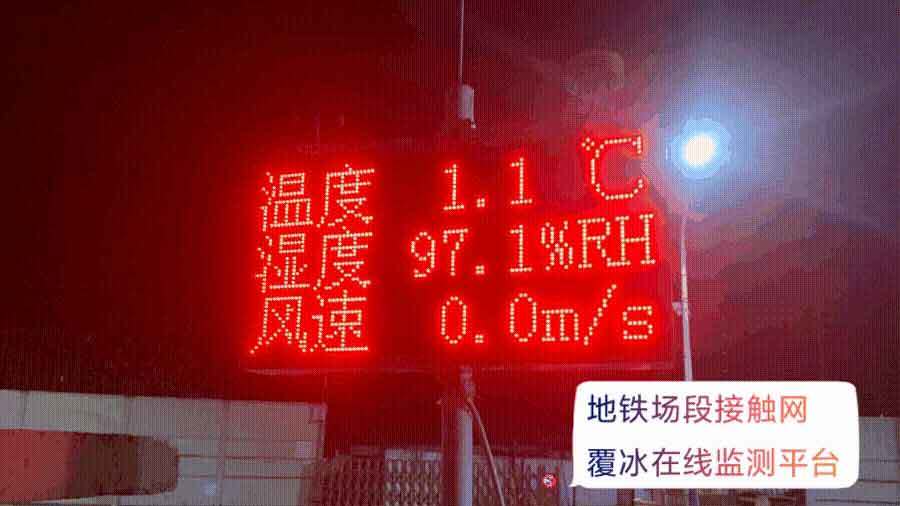 温度 1.1℃
湿度 97.1%RH
风速 0.0m/s
地铁场段接触网
覆冰在线监测平台